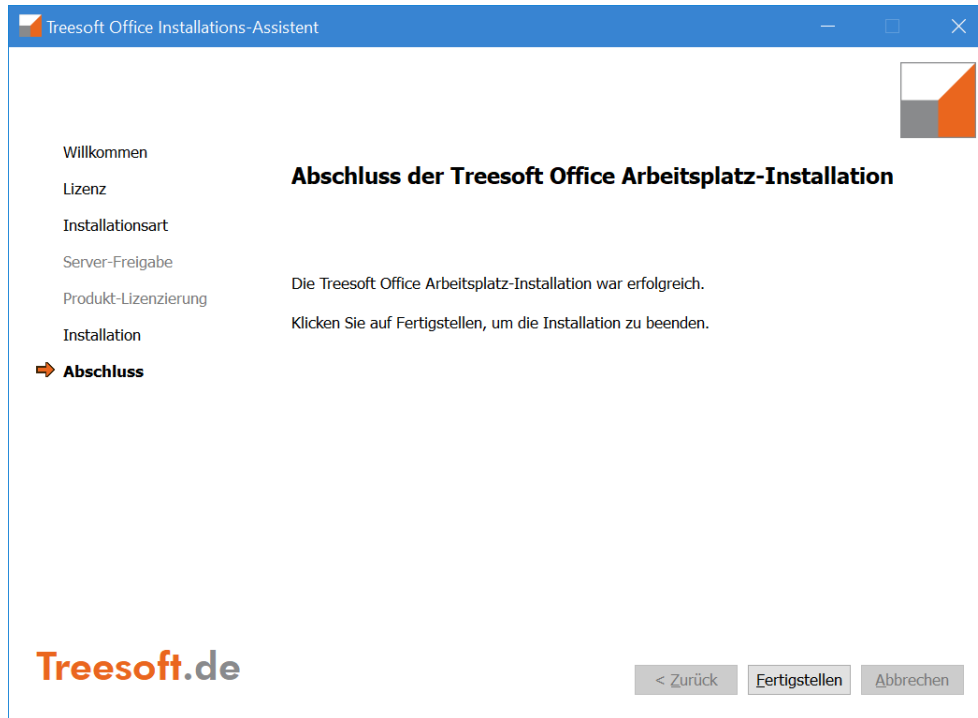 Treesoft Office Installations-Assistent
Willkommen
Lizenz
Installationsart
Server-Freigabe
Produkt-Lizenzierung
Installation
Abschluss
Abschluss der Treesoft Office Arbeitsplatz-Installation
Die Treesoft Office Arbeitsplatz-Installation war erfolgreich.
Klicken Sie auf Fertigstellen, um die Installation zu beenden.
Treesoft.de
< Zurück Fertigstellen Abbrechen